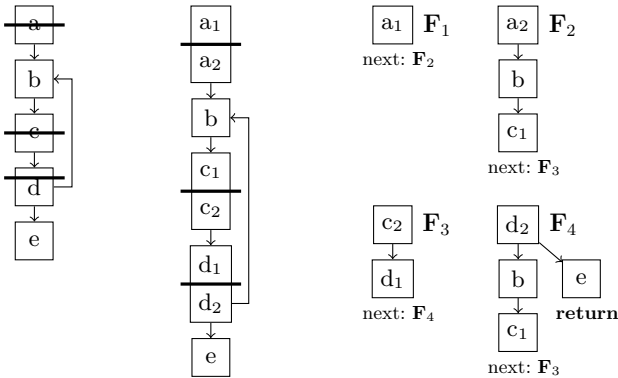 a
b
c
d
e
a₁
a₂
b
c₁
c₂
d₁
d₂
e
a₁ F₁
next: F₂
a₂ F₂
b
c₁
next: F₃
c₂ F₃
d₁
next: F₄
d₂ F₄
b e
return
c₁
next: F₃